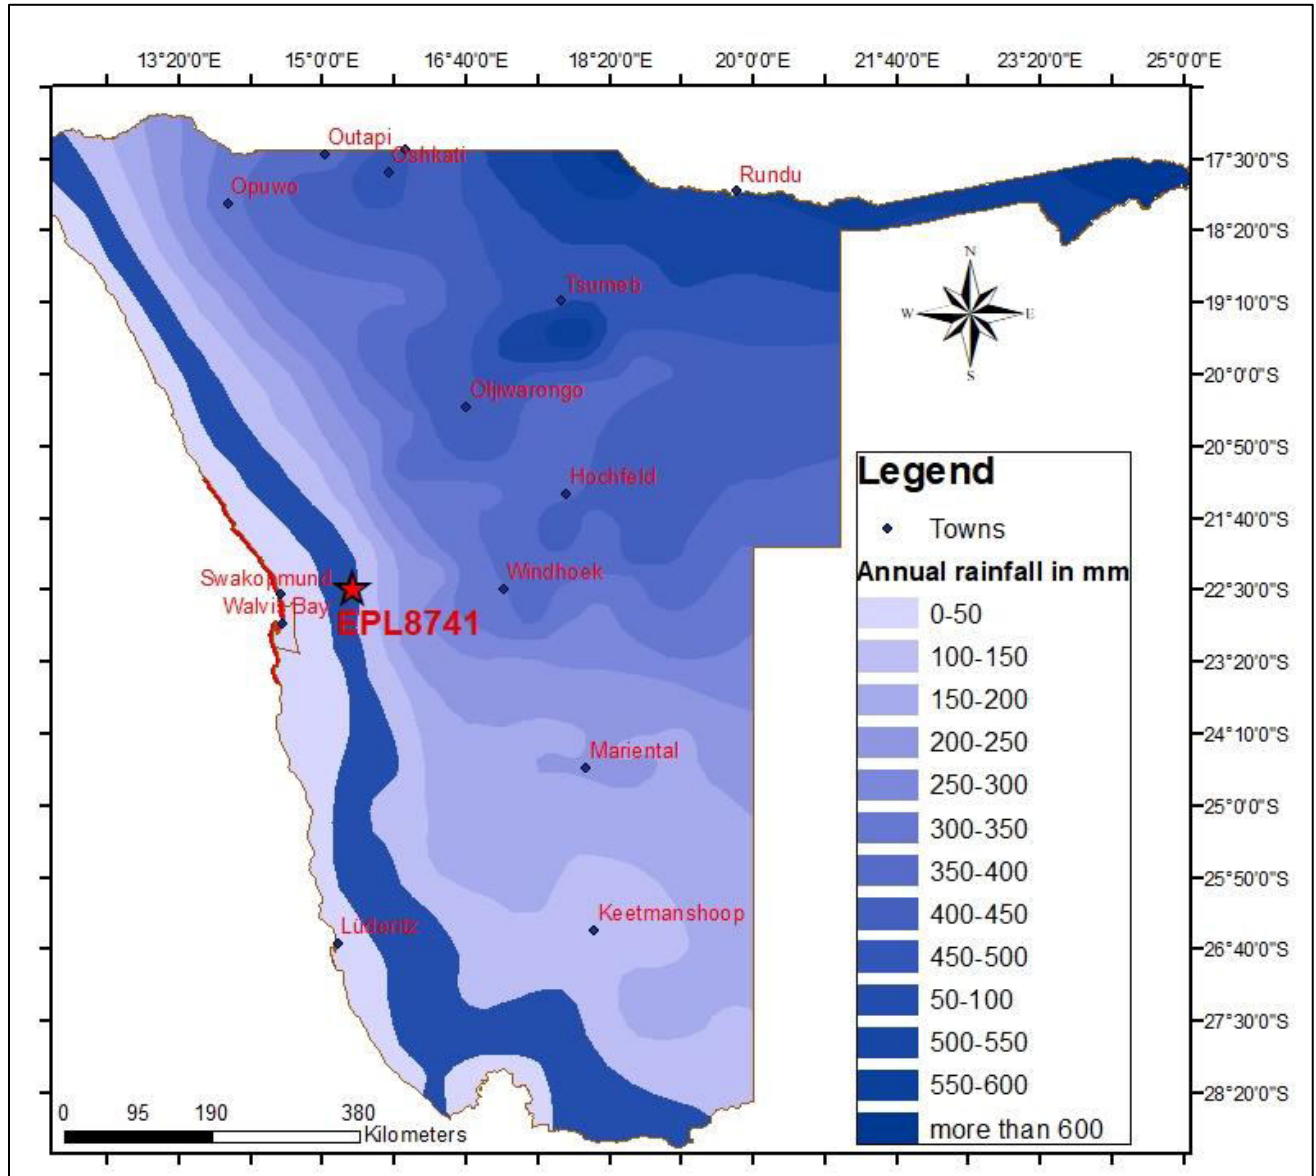 13°20'0"E 15°0'0"E 16°40'0"E 18°20'0"E 20°0'0"E 21°40'0"E 23°20'0"E 25°0'0"E
Outapi
Oshkati
Opuwo
Rundu
17°30'0"S
18°20'0"S
N
W E
S
Tsumeb
19°10'0"S
20°0'0"S
Oljiwarongo
20°50'0"S
Hochfeld
21°40'0"S
Swakopmund
Walvis Bay
Windhoek
22°30'0"S
EPL8741
23°20'0"S
Mariental
24°10'0"S
25°0'0"S
25°50'0"S
Keetmanshoop
Lüderitz
26°40'0"S
27°30'0"S
28°20'0"S
Legend
Towns
Annual rainfall in mm
0-50
100-150
150-200
200-250
250-300
300-350
350-400
400-450
450-500
50-100
500-550
550-600
more than 600
0 95 190 380
Kilometers